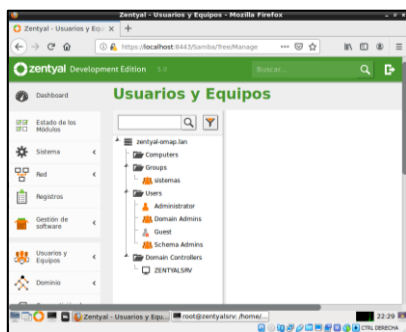 Zentyal - Usuarios y Equipos - Mozilla Firefox
Zentyal - Usuarios y Eq
https://localhost:8443/Samba/Tree/Manage
zentyal Development Edition 5.0
Buscar...
Dashboard
Usuarios y Equipos
Estado de los
Módulos
Sistema
Red
Registros
Gestión de
software
Usuarios y
Equipos
Dominio
zentyal-omap.lan
Computers
Groups
sistemas
Users
Administrator
Domain Admins
Guest
Schema Admins
Domain Controllers
ZENTYALSRV
Zentyal - Usuarios y Equ...
root@zentyalsrv: /home/...
22:29
CTRL DERECHA